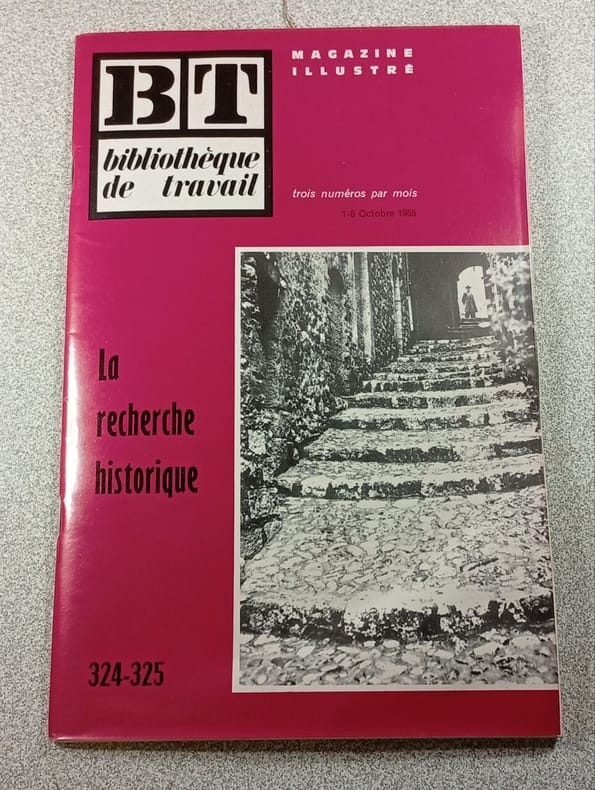 BT
bibliothèque
de travail
MAGAZINE
ILLUSTRÉ
trois numéros par mois
1-8 Octobre 1955
La
recherche
historique
324-325